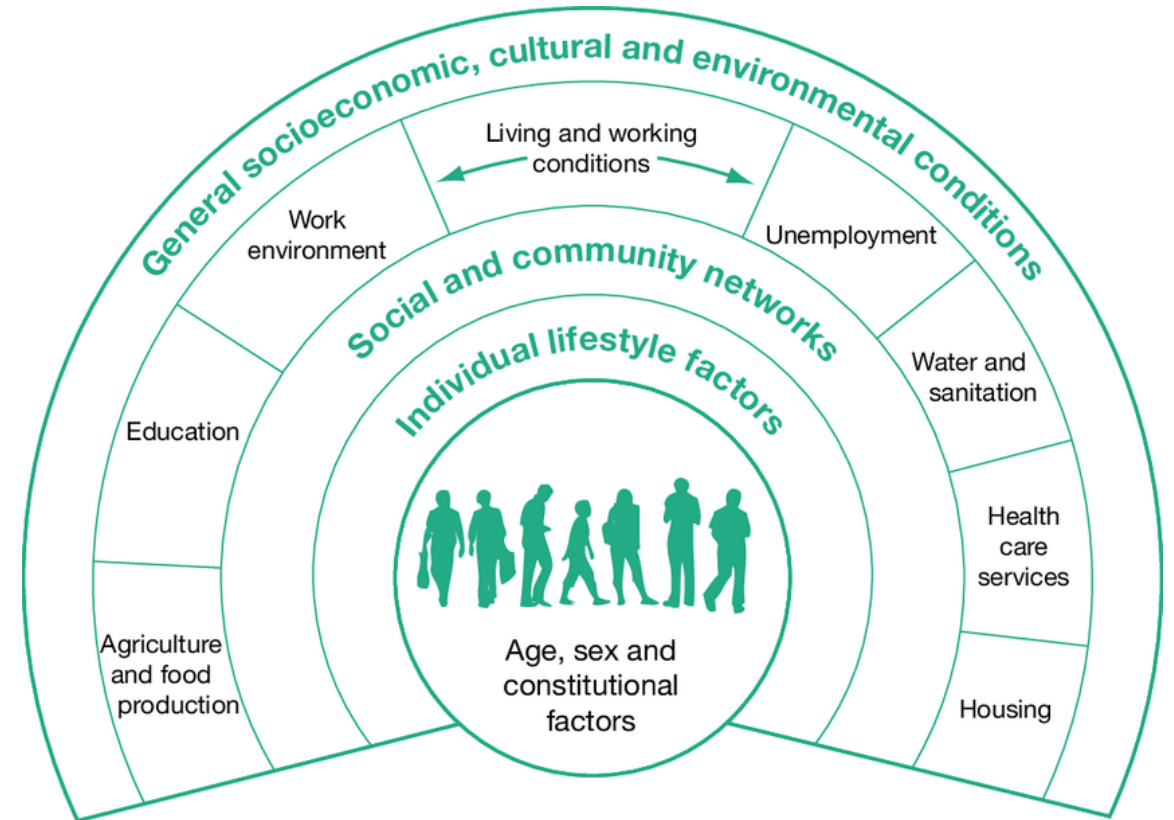 General socioeconomic, cultural and environmental conditions
Living and working
conditions
Work
environment
Unemployment
Education
Water and
sanitation
Agriculture
and food
production
Health
care
services
Housing
Social and community networks
Individual lifestyle factors
Age, sex and
constitutional
factors